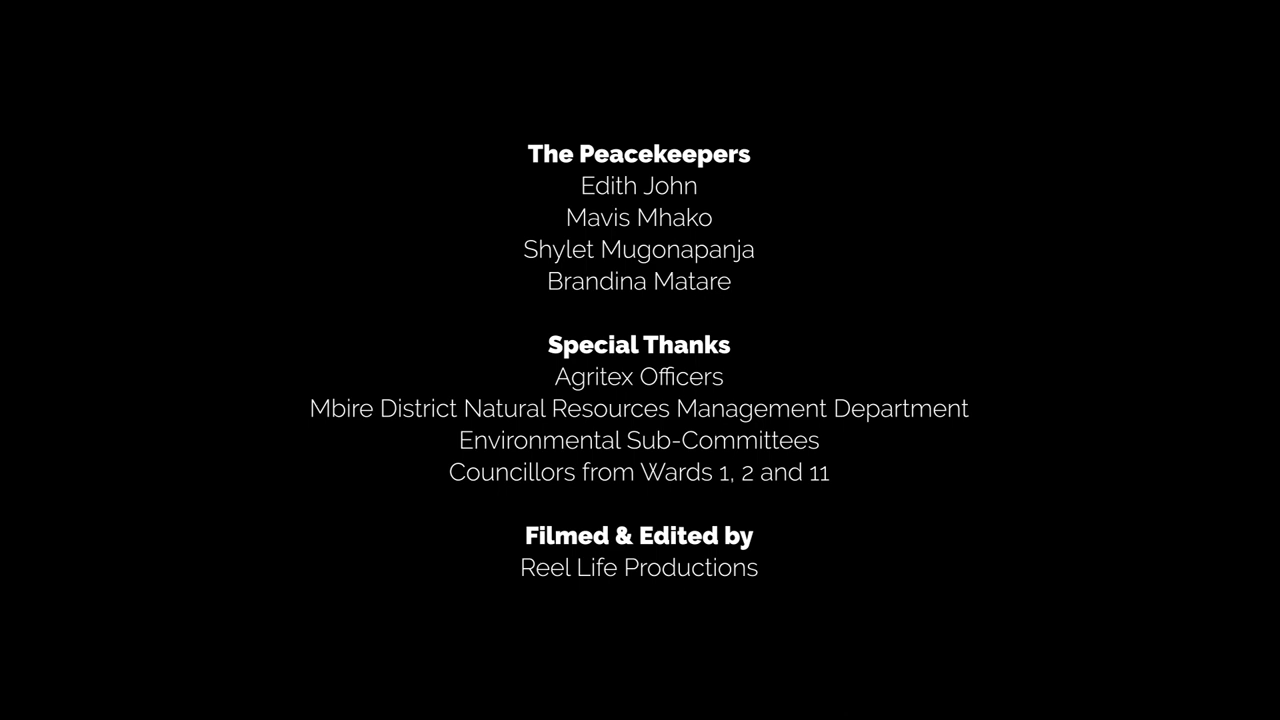 The Peacekeepers
Edith John
Mavis Mhako
Shylet Mugonapanja
Brandina Matare
Special Thanks
Agritex Officers
Mbire District Natural Resources Management Department
Environmental Sub-Committees
Councillors from Wards 1, 2 and 11
Filmed & Edited by
Reel Life Productions